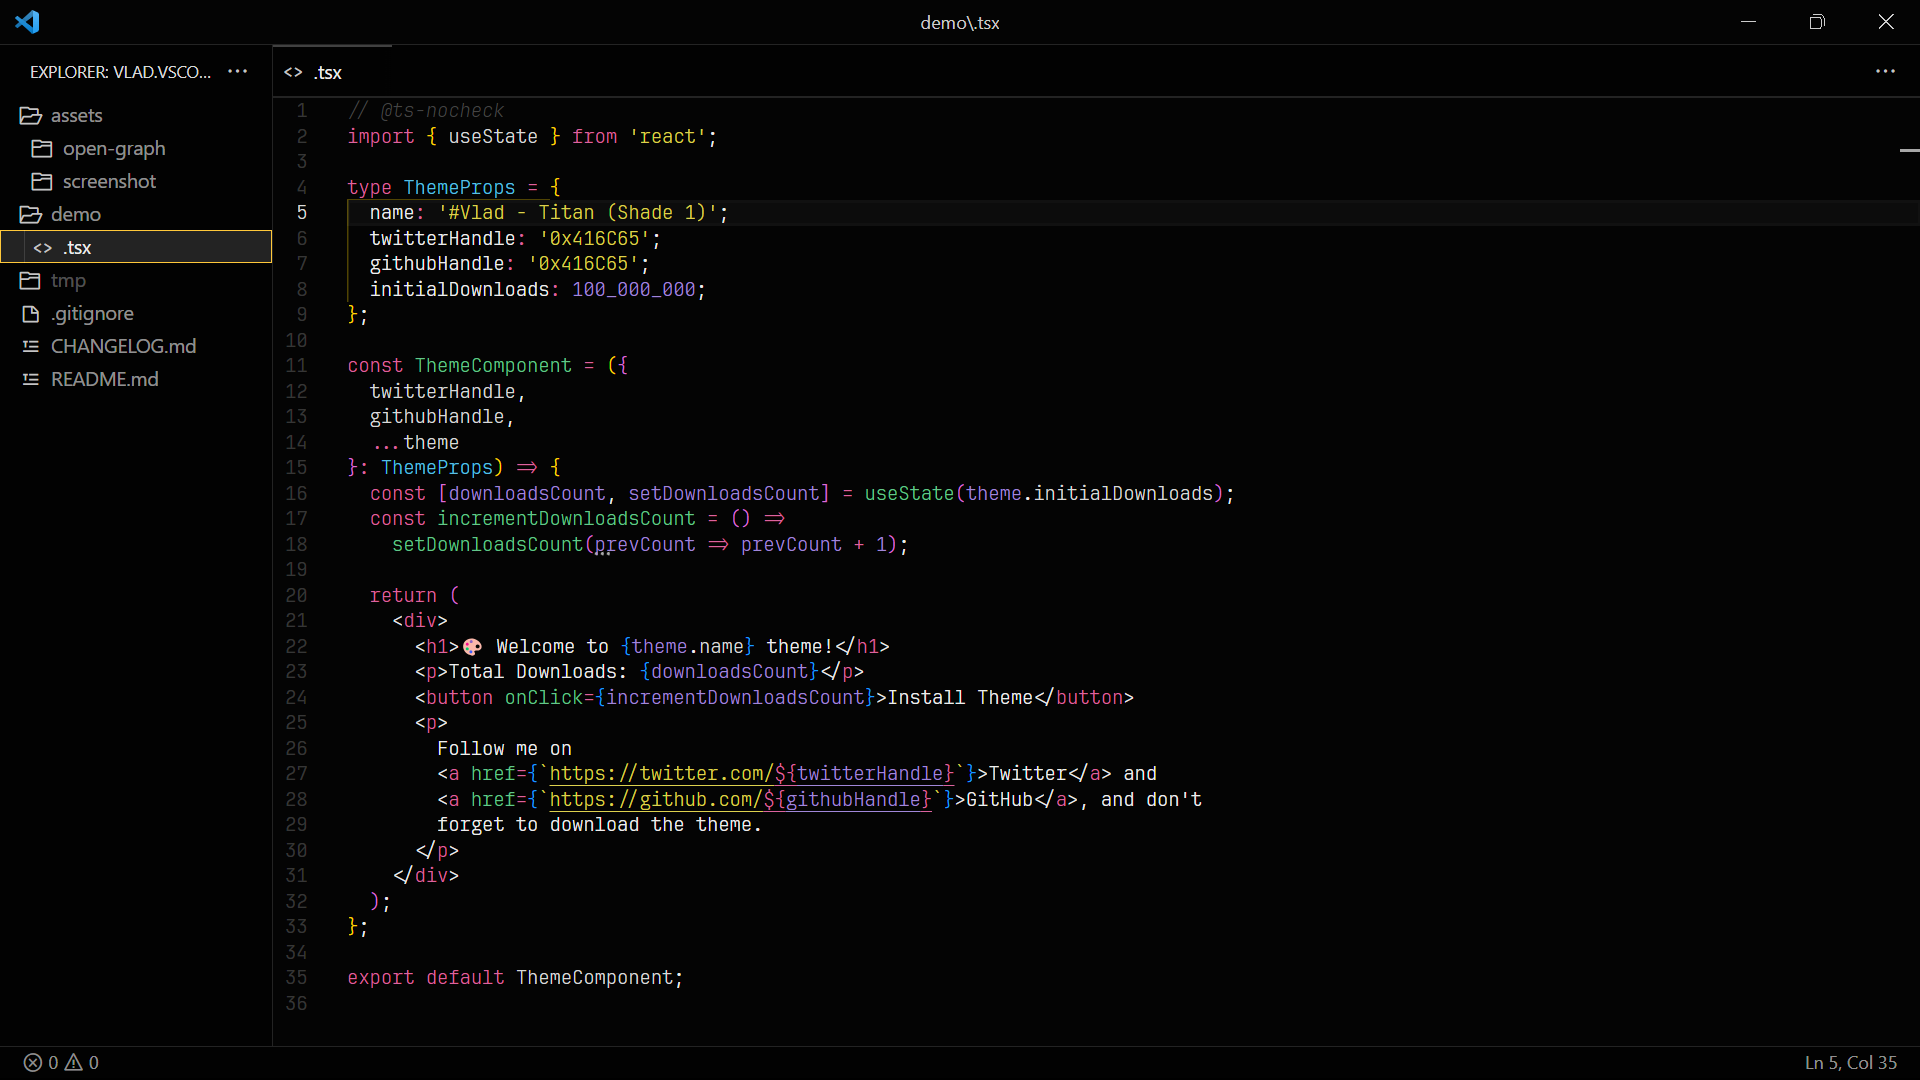 demo\.tsx
EXPLORER: VLAD.VSCO...
assets
open-graph
screenshot
demo
<> .tsx
tmp
.gitignore
CHANGELOG.md
README.md
<> .tsx
1 // @ts-nocheck
2 import { useState } from 'react';
3
4 type ThemeProps = {
5   name: '#Vlad - Titan (Shade 1)';
6   twitterHandle: '0x416C65';
7   githubHandle: '0x416C65';
8   initialDownloads: 100_000_000;
9 };
10
11 const ThemeComponent = ({
12   twitterHandle,
13   githubHandle,
14   ...theme
15 }: ThemeProps) => {
16   const [downloadsCount, setDownloadsCount] = useState(theme.initialDownloads);
17   const incrementDownloadsCount = () =>
18     setDownloadsCount(prevCount => prevCount + 1);
19
20   return (
21     <div>
22       <h1>🎨 Welcome to {theme.name} theme!</h1>
23       <p>Total Downloads: {downloadsCount}</p>
24       <button onClick={incrementDownloadsCount}>Install Theme</button>
25       <p>
26         Follow me on
27         <a href={`https://twitter.com/${twitterHandle}`}>Twitter</a> and
28         <a href={`https://github.com/${githubHandle}`}>GitHub</a>, and don't
29         forget to download the theme.
30       </p>
31     </div>
32   );
33 };
34
35 export default ThemeComponent;
36
0 0
Ln 5, Col 35